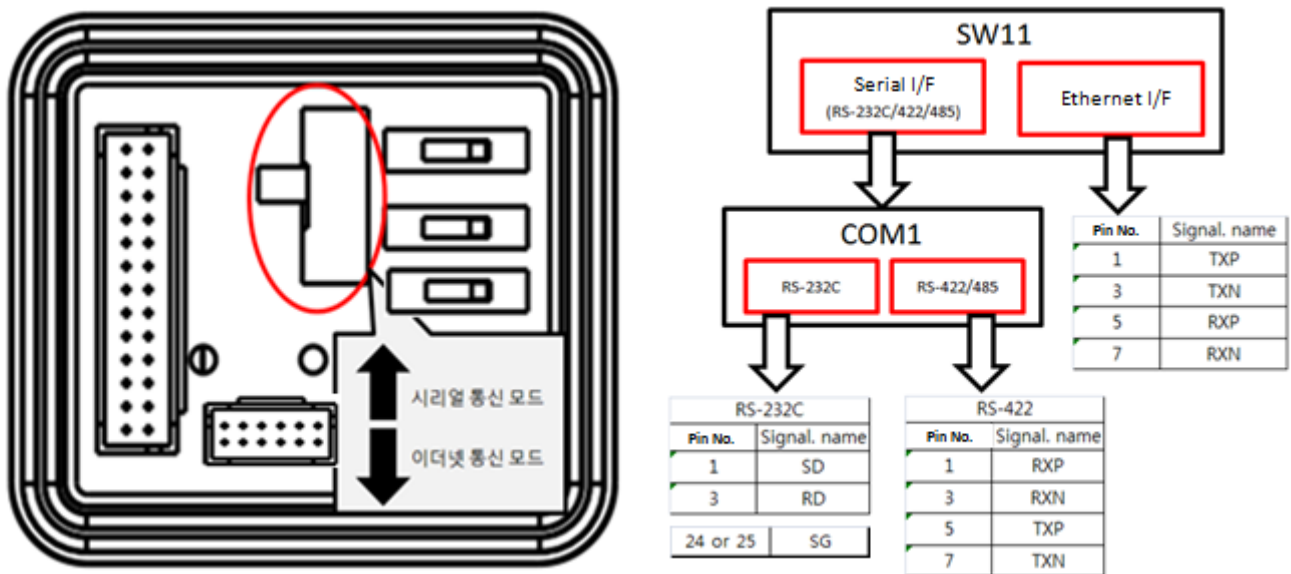 시리얼 통신 모드
이더넷 통신 모드
SW11
Serial I/F
(RS-232C/422/485)
Ethernet I/F
COM1
RS-232C
RS-422/485
Pin No. Signal. name
1 TXP
3 TXN
5 RXP
7 RXN
RS-232C
Pin No. Signal. name
1 SD
3 RD
24 or 25 SG
RS-422
Pin No. Signal. name
1 RXP
3 RXN
5 TXP
7 TXN